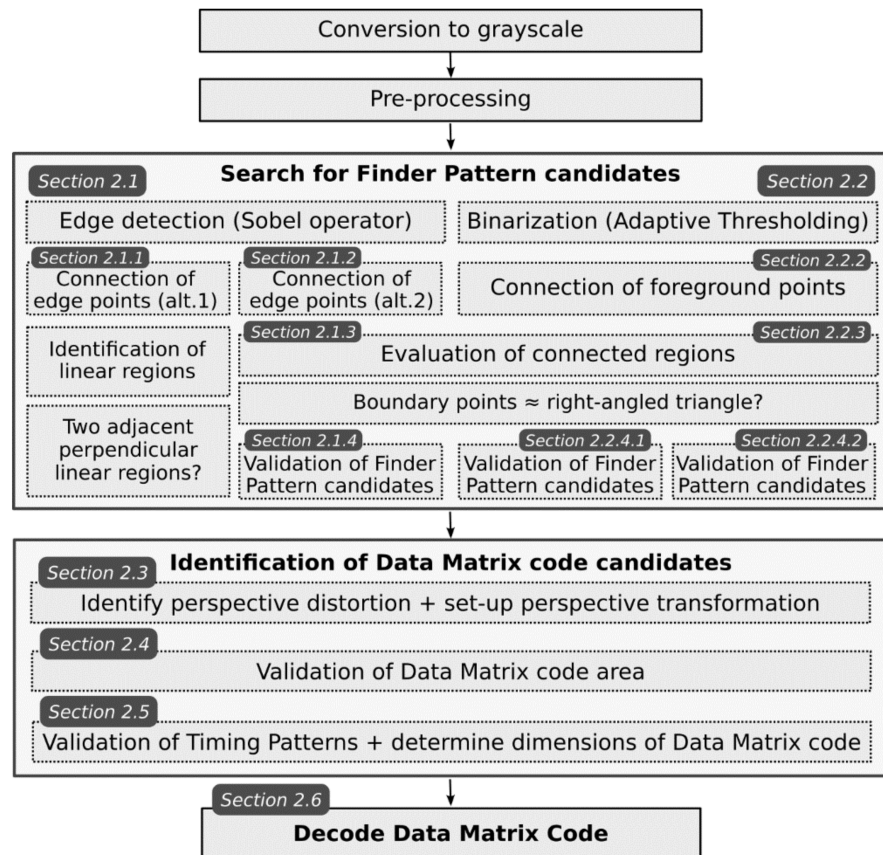 Conversion to grayscale
Pre-processing
Search for Finder Pattern candidates
Section 2.1
Section 2.2
Edge detection (Sobel operator)
Binarization (Adaptive Thresholding)
Section 2.1.1
Connection of
edge points (alt.1)
Section 2.1.2
Connection of
edge points (alt.2)
Section 2.2.2
Connection of foreground points
Identification of
linear regions
Section 2.1.3
Section 2.2.3
Evaluation of connected regions
Boundary points ≈ right-angled triangle?
Two adjacent
perpendicular
linear regions?
Section 2.1.4
Validation of Finder
Pattern candidates
Section 2.2.4.1
Validation of Finder
Pattern candidates
Section 2.2.4.2
Validation of Finder
Pattern candidates
Identification of Data Matrix code candidates
Section 2.3
Identify perspective distortion + set-up perspective transformation
Section 2.4
Validation of Data Matrix code area
Section 2.5
Validation of Timing Patterns + determine dimensions of Data Matrix code
Section 2.6
Decode Data Matrix Code